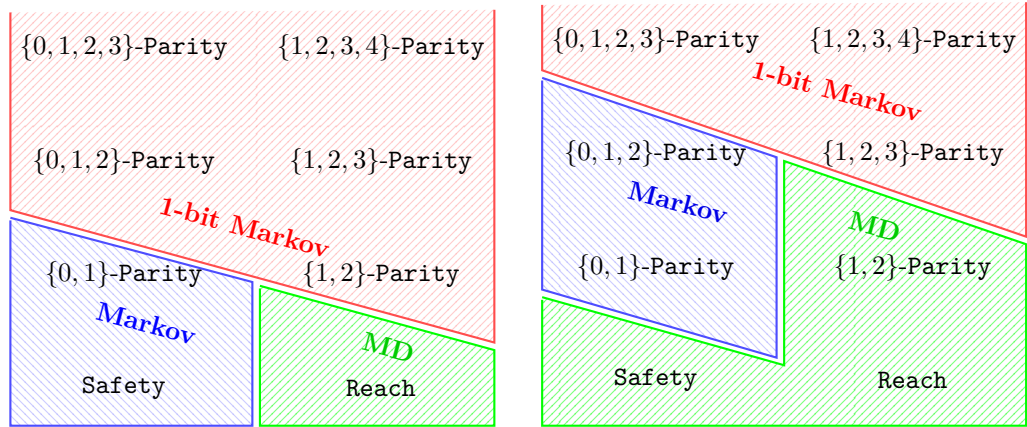 {0, 1, 2, 3}-Parity
{1, 2, 3, 4}-Parity
{0, 1, 2}-Parity
{1, 2, 3}-Parity
1-bit Markov
{0, 1}-Parity
{1, 2}-Parity
Markov
MD
Safety
Reach
{0, 1, 2, 3}-Parity
{1, 2, 3, 4}-Parity
1-bit Markov
{0, 1, 2}-Parity
{1, 2, 3}-Parity
Markov
MD
{0, 1}-Parity
{1, 2}-Parity
Safety
Reach